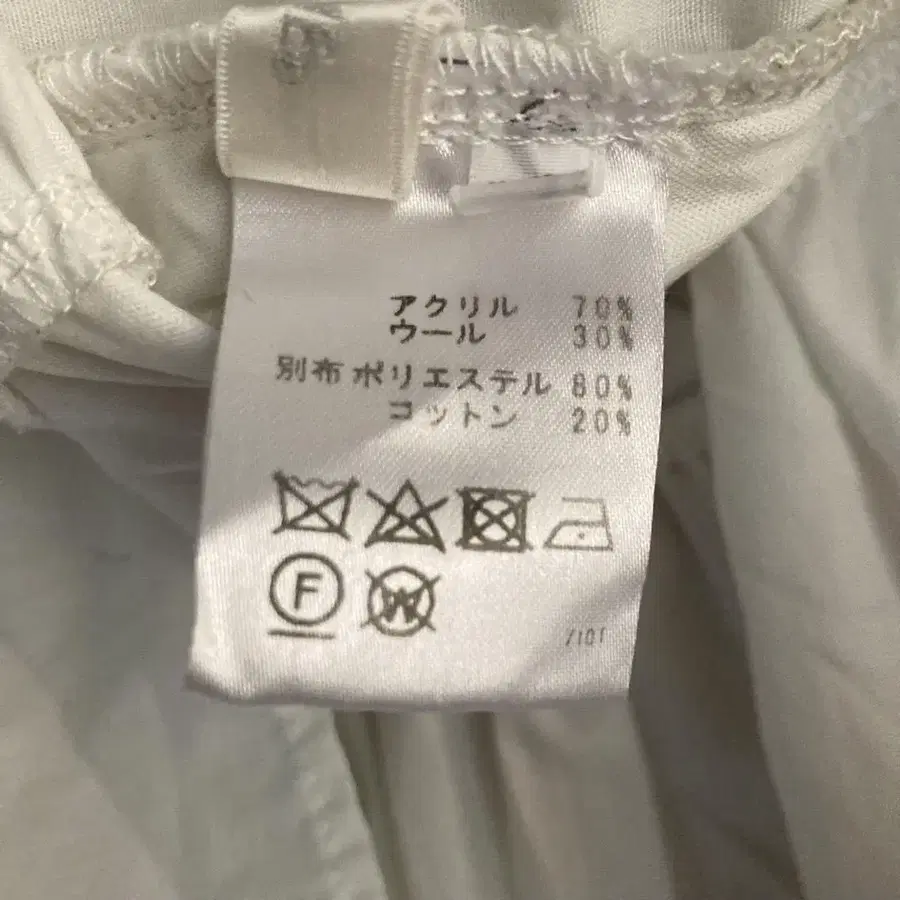 アクリル 70%
ウール 30%
別布 ポリエステル 80%
コットン 20%
F W